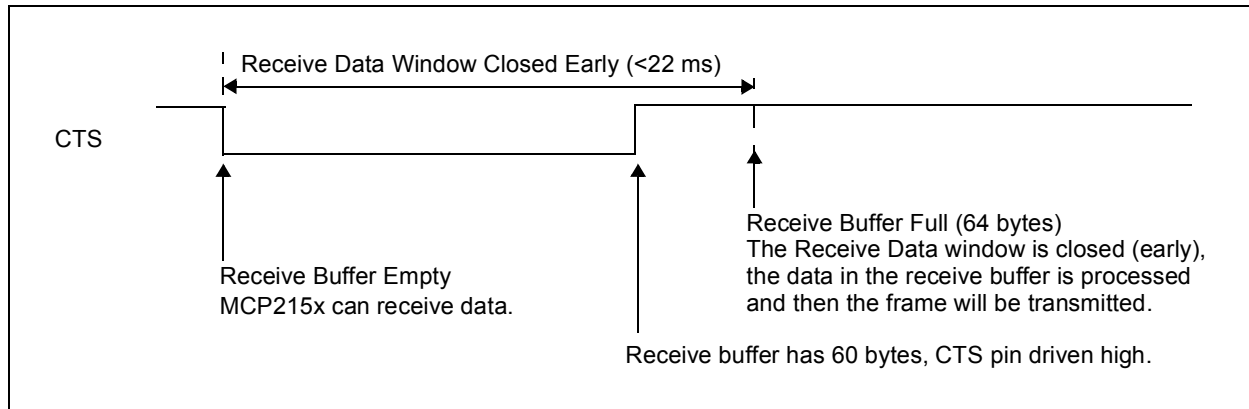 Receive Data Window Closed Early (<22 ms)
CTS
Receive Buffer Empty
MCP215x can receive data.
Receive Buffer Full (64 bytes)
The Receive Data window is closed (early),
the data in the receive buffer is processed
and then the frame will be transmitted.
Receive buffer has 60 bytes, CTS pin driven high.